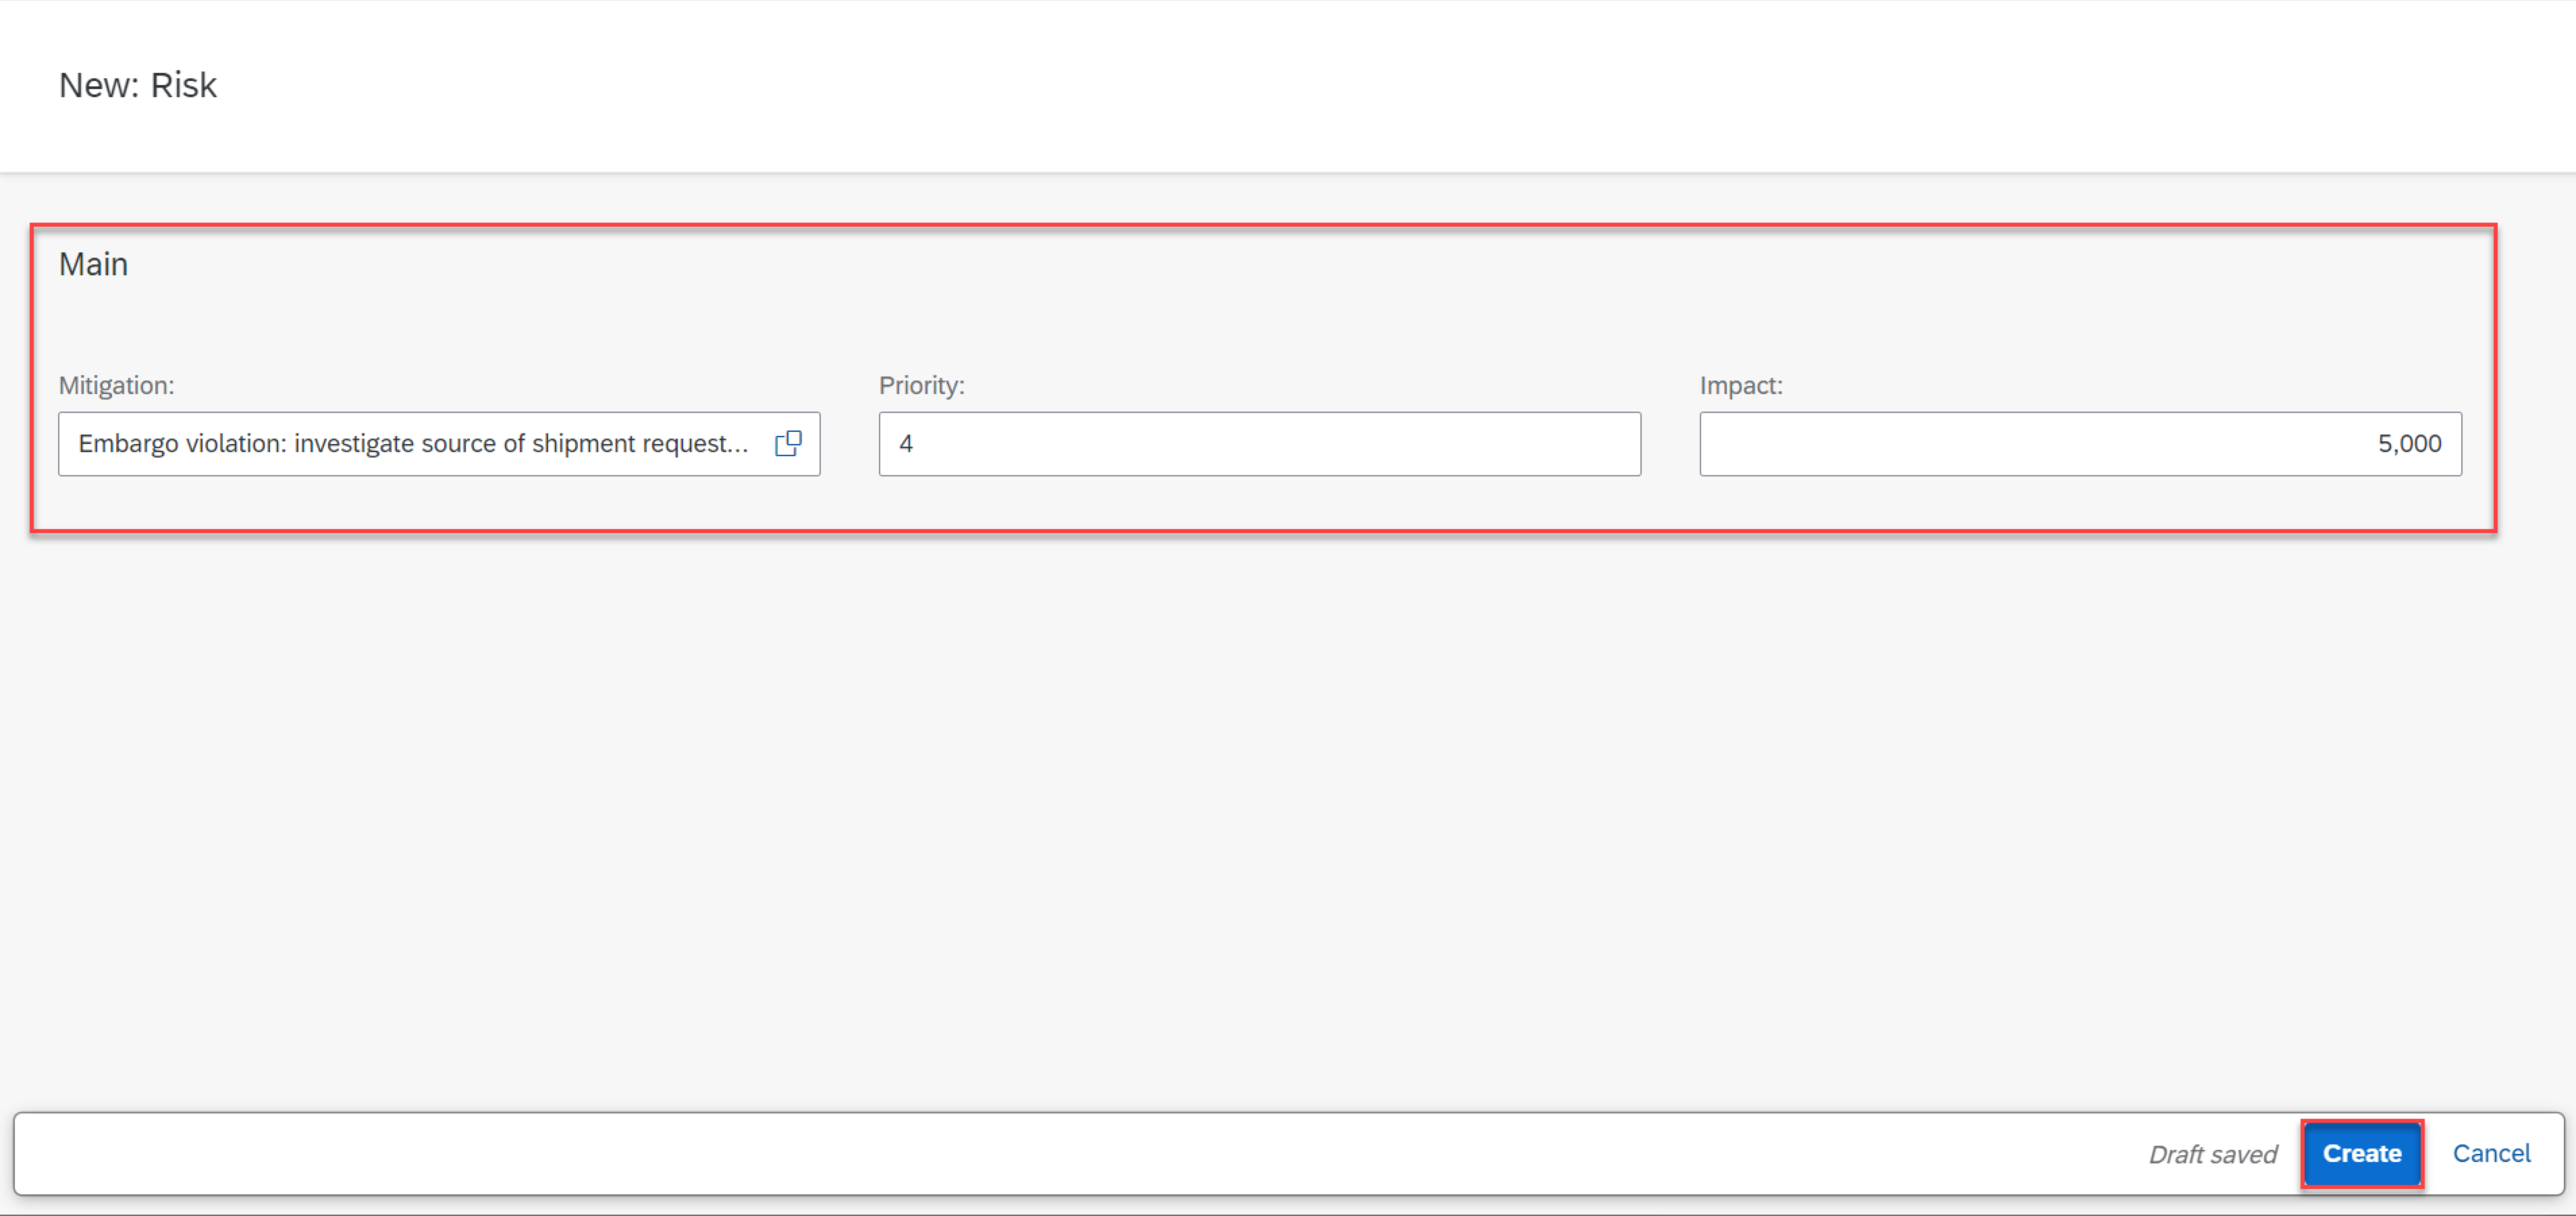 New: Risk
Main
Mitigation: Priority: Impact:
Embargo violation: investigate source of shipment request... 4 5,000
Draft saved Create Cancel